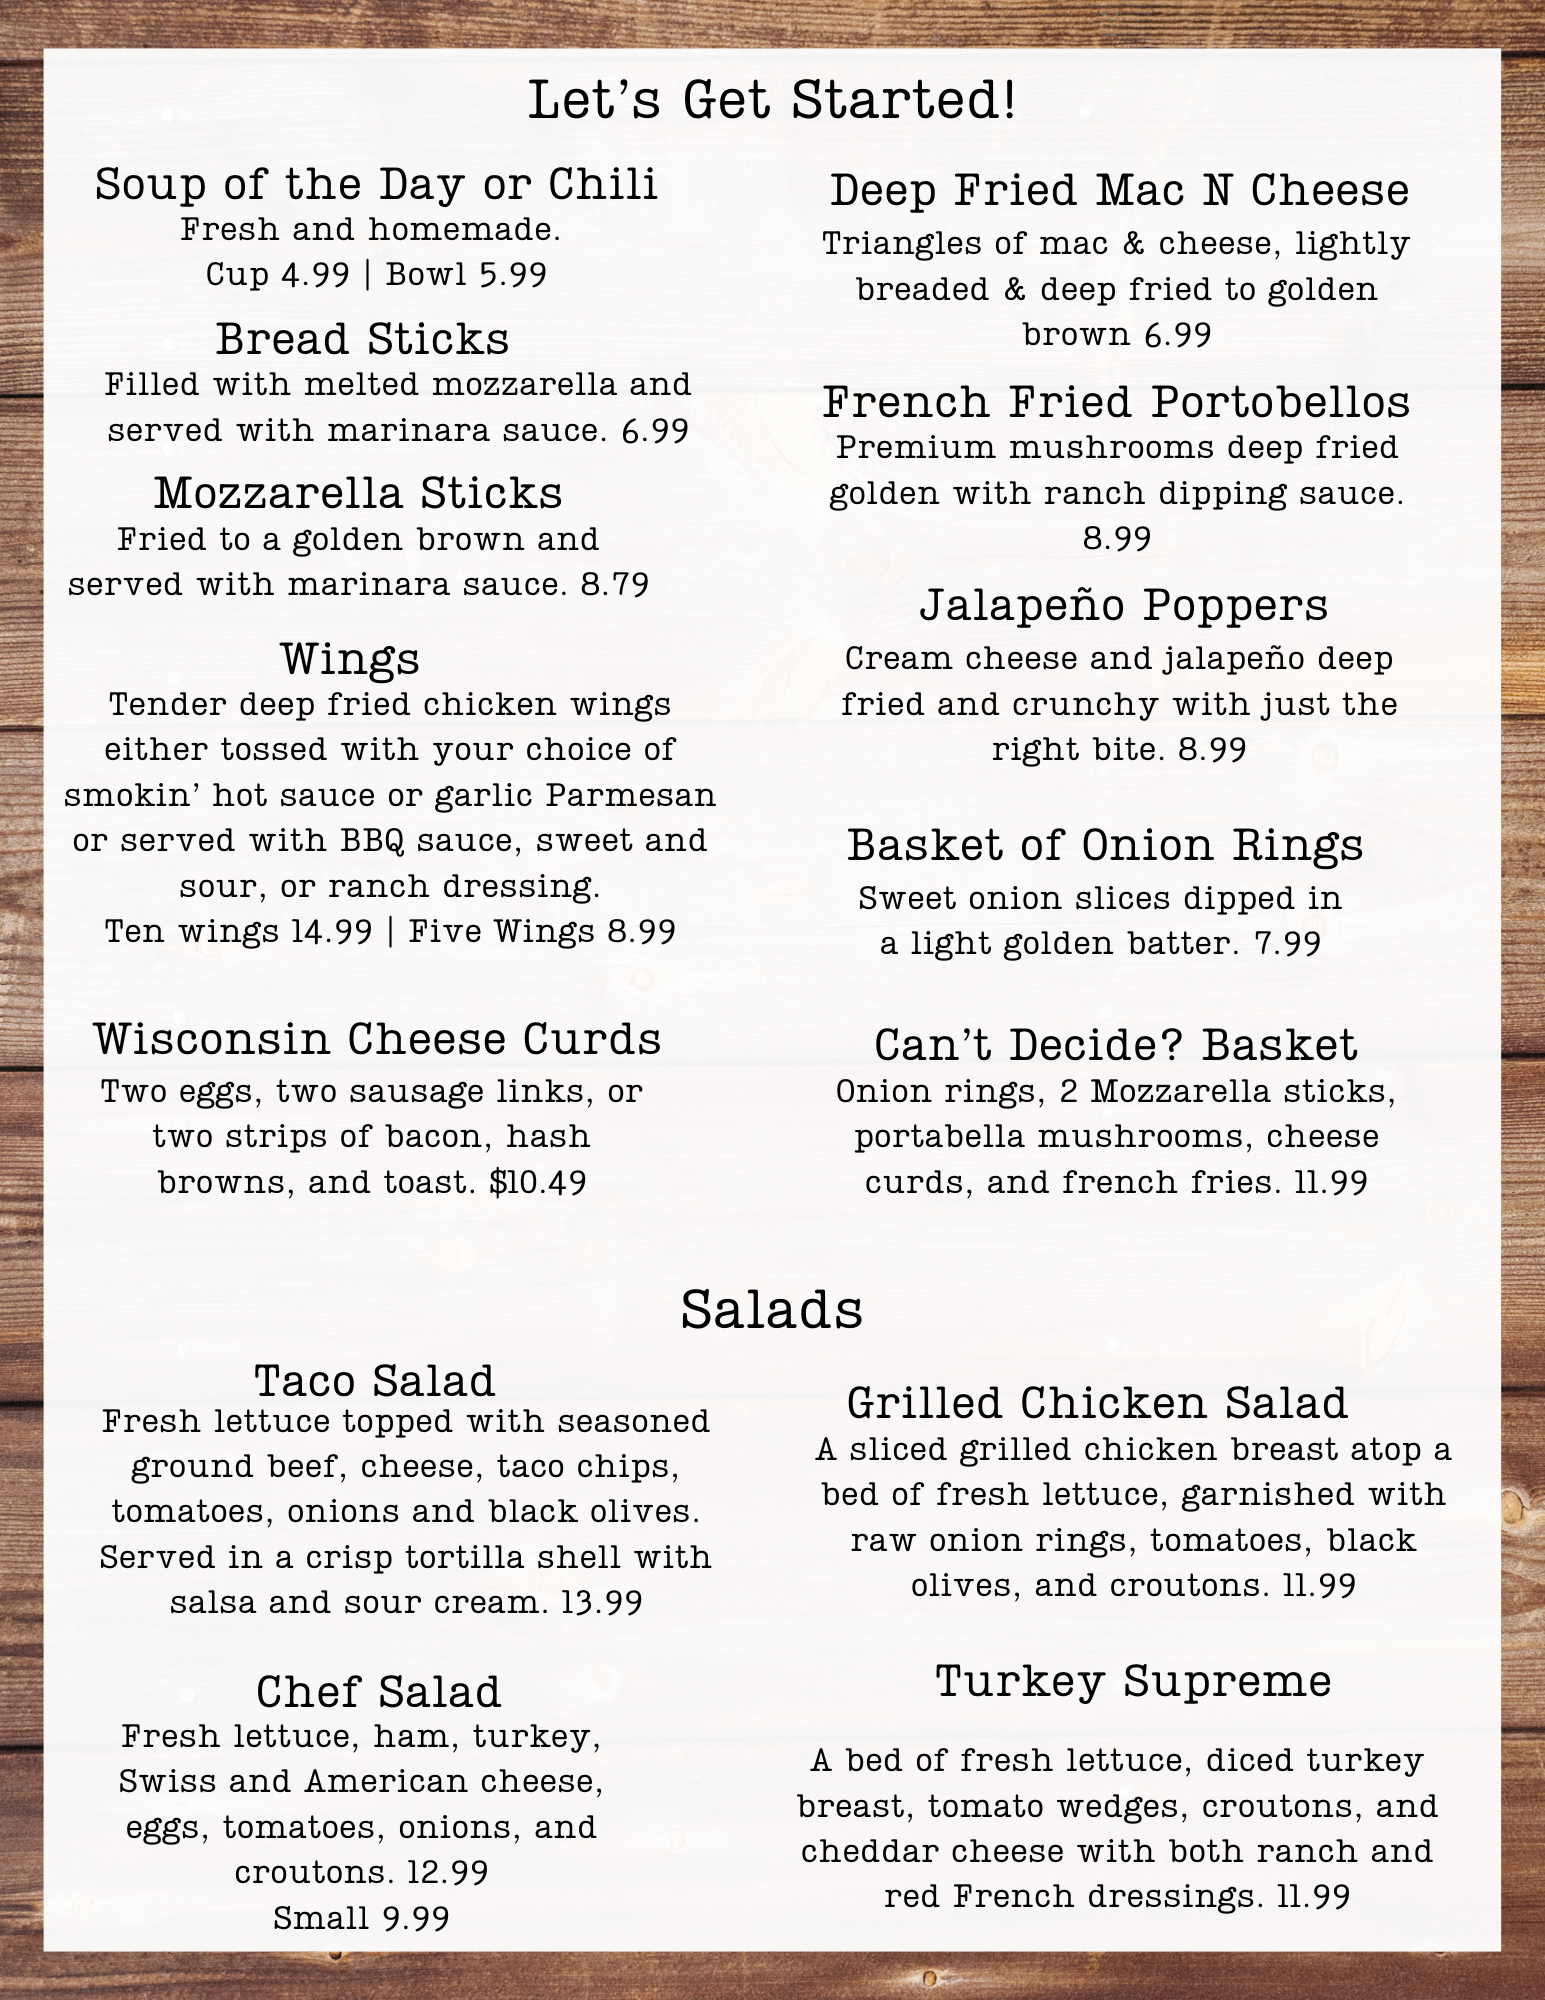 Let's Get Started!
Soup of the Day or Chili
Fresh and homemade.
Cup 4.99 | Bowl 5.99
Bread Sticks
Filled with melted mozzarella and
served with marinara sauce. 6.99
Mozzarella Sticks
Fried to a golden brown and
served with marinara sauce. 8.79
Wings
Tender deep fried chicken wings
either tossed with your choice of
smokin' hot sauce or garlic Parmesan
or served with BBQ sauce, sweet and
sour, or ranch dressing.
Ten wings 14.99 | Five Wings 8.99
Wisconsin Cheese Curds
Two eggs, two sausage links, or
two strips of bacon, hash
browns, and toast. $10.49
Deep Fried Mac N Cheese
Triangles of mac & cheese, lightly
breaded & deep fried to golden
brown 6.99
French Fried Portobellos
Premium mushrooms deep fried
golden with ranch dipping sauce.
8.99
Jalapeño Poppers
Cream cheese and jalapeño deep
fried and crunchy with just the
right bite. 8.99
Basket of Onion Rings
Sweet onion slices dipped in
a light golden batter. 7.99
Can't Decide? Basket
Onion rings, 2 Mozzarella sticks,
portabella mushrooms, cheese
curds, and french fries. 11.99
Salads
Taco Salad
Fresh lettuce topped with seasoned
ground beef, cheese, taco chips,
tomatoes, onions and black olives.
Served in a crisp tortilla shell with
salsa and sour cream. 13.99
Chef Salad
Fresh lettuce, ham, turkey,
Swiss and American cheese,
eggs, tomatoes, onions, and
croutons. 12.99
Small 9.99
Grilled Chicken Salad
A sliced grilled chicken breast atop a
bed of fresh lettuce, garnished with
raw onion rings, tomatoes, black
olives, and croutons. 11.99
Turkey Supreme
A bed of fresh lettuce, diced turkey
breast, tomato wedges, croutons, and
cheddar cheese with both ranch and
red French dressings. 11.99